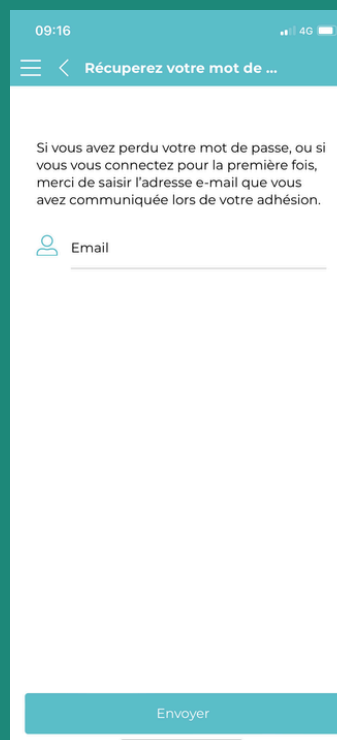 09:16 4G
Récuperez votre mot de ...
Si vous avez perdu votre mot de passe, ou si
vous vous connectez pour la première fois,
merci de saisir l'adresse e-mail que vous
avez communiquée lors de votre adhésion.
Email
Envoyer